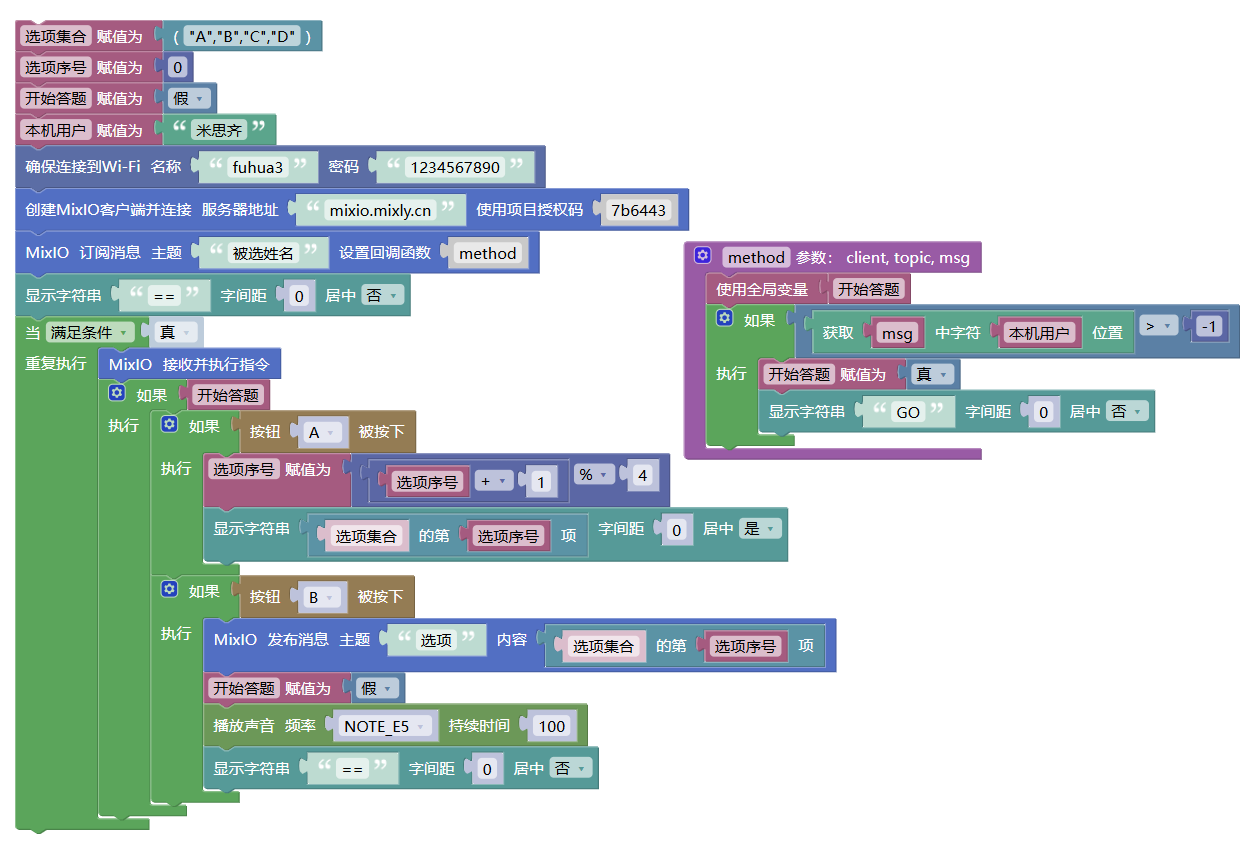 选项集合 赋值为 ( "A","B","C","D" )
选项序号 赋值为 0
开始答题 赋值为 假
本机用户 赋值为 “ 米思齐 ”
确保连接到Wi-Fi 名称 “ fuhua3 ” 密码 “ 1234567890 ”
创建MixIO客户端并连接 服务器地址 “ mixio.mixly.cn ” 使用项目授权码 7b6443
MixIO 订阅消息 主题 “ 被选姓名 ” 设置回调函数 method
显示字符串 “ == ” 字间距 0 居中 否
当 满足条件 真
重复执行 MixIO 接收并执行指令
如果 开始答题
执行 如果 按钮 A 被按下
执行 选项序号 赋值为 选项序号 + 1 % 4
显示字符串 选项集合 的第 选项序号 项 字间距 0 居中 是
如果 按钮 B 被按下
执行 MixIO 发布消息 主题 “ 选项 ” 内容 选项集合 的第 选项序号 项
开始答题 赋值为 假
播放声音 频率 NOTE_E5 持续时间 100
显示字符串 “ == ” 字间距 0 居中 否
method 参数: client, topic, msg
使用全局变量 开始答题
如果 获取 msg 中字符 本机用户 位置 > -1
执行 开始答题 赋值为 真
显示字符串 “ GO ” 字间距 0 居中 否